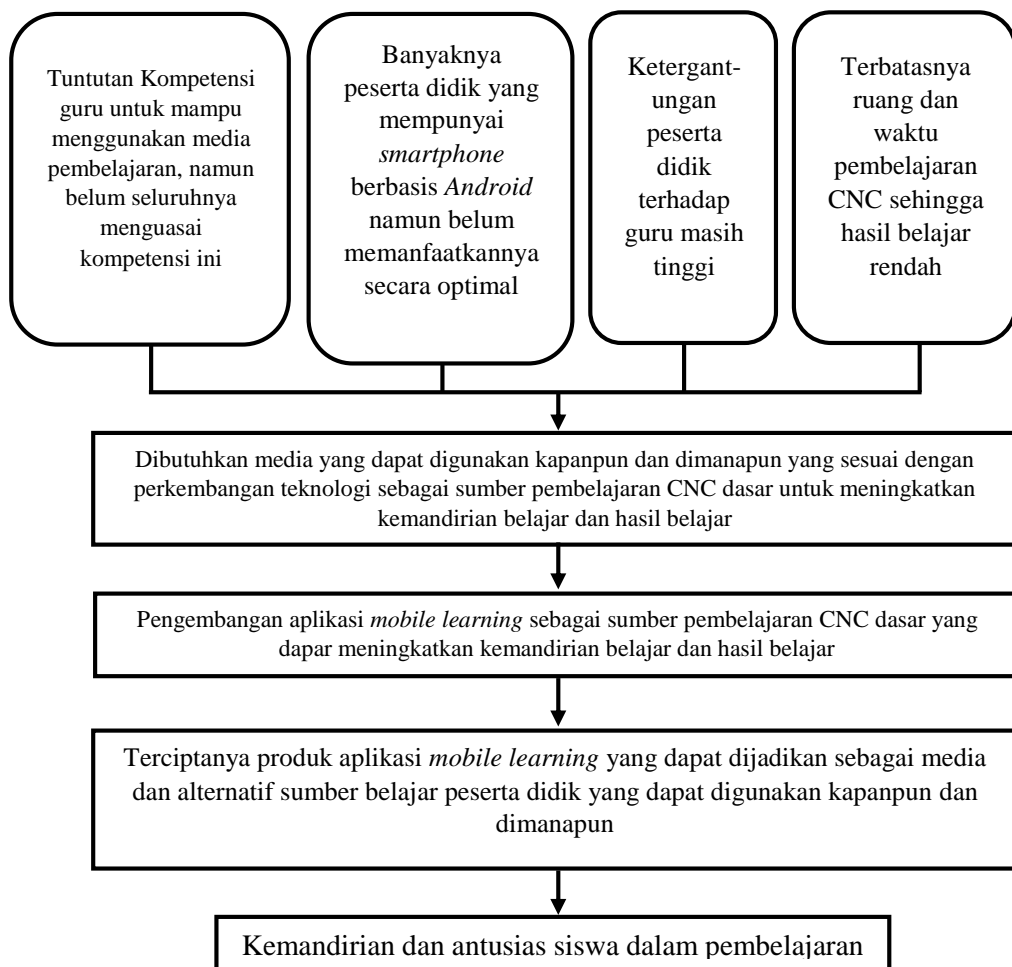 Tuntutan Kompetensi
guru untuk mampu
menggunakan media
pembelajaran, namun
belum seluruhnya
menguasai
kompetensi ini
Banyaknya
peserta didik yang
mempunyai
smartphone
berbasis Android
namun belum
memanfaatkannya
secara optimal
Ketergant-
ungan
peserta
didik
terhadap
guru masih
tinggi
Terbatasnya
ruang dan
waktu
pembelajaran
CNC sehingga
hasil belajar
rendah
Dibutuhkan media yang dapat digunakan kapanpun dan dimanapun yang sesuai dengan
perkembangan teknologi sebagai sumber pembelajaran CNC dasar untuk meningkatkan
kemandirian belajar dan hasil belajar
Pengembangan aplikasi mobile learning sebagai sumber pembelajaran CNC dasar yang
dapar meningkatkan kemandirian belajar dan hasil belajar
Terciptanya produk aplikasi mobile learning yang dapat dijadikan sebagai media
dan alternatif sumber belajar peserta didik yang dapat digunakan kapanpun dan
dimanapun
Kemandirian dan antusias siswa dalam pembelajaran